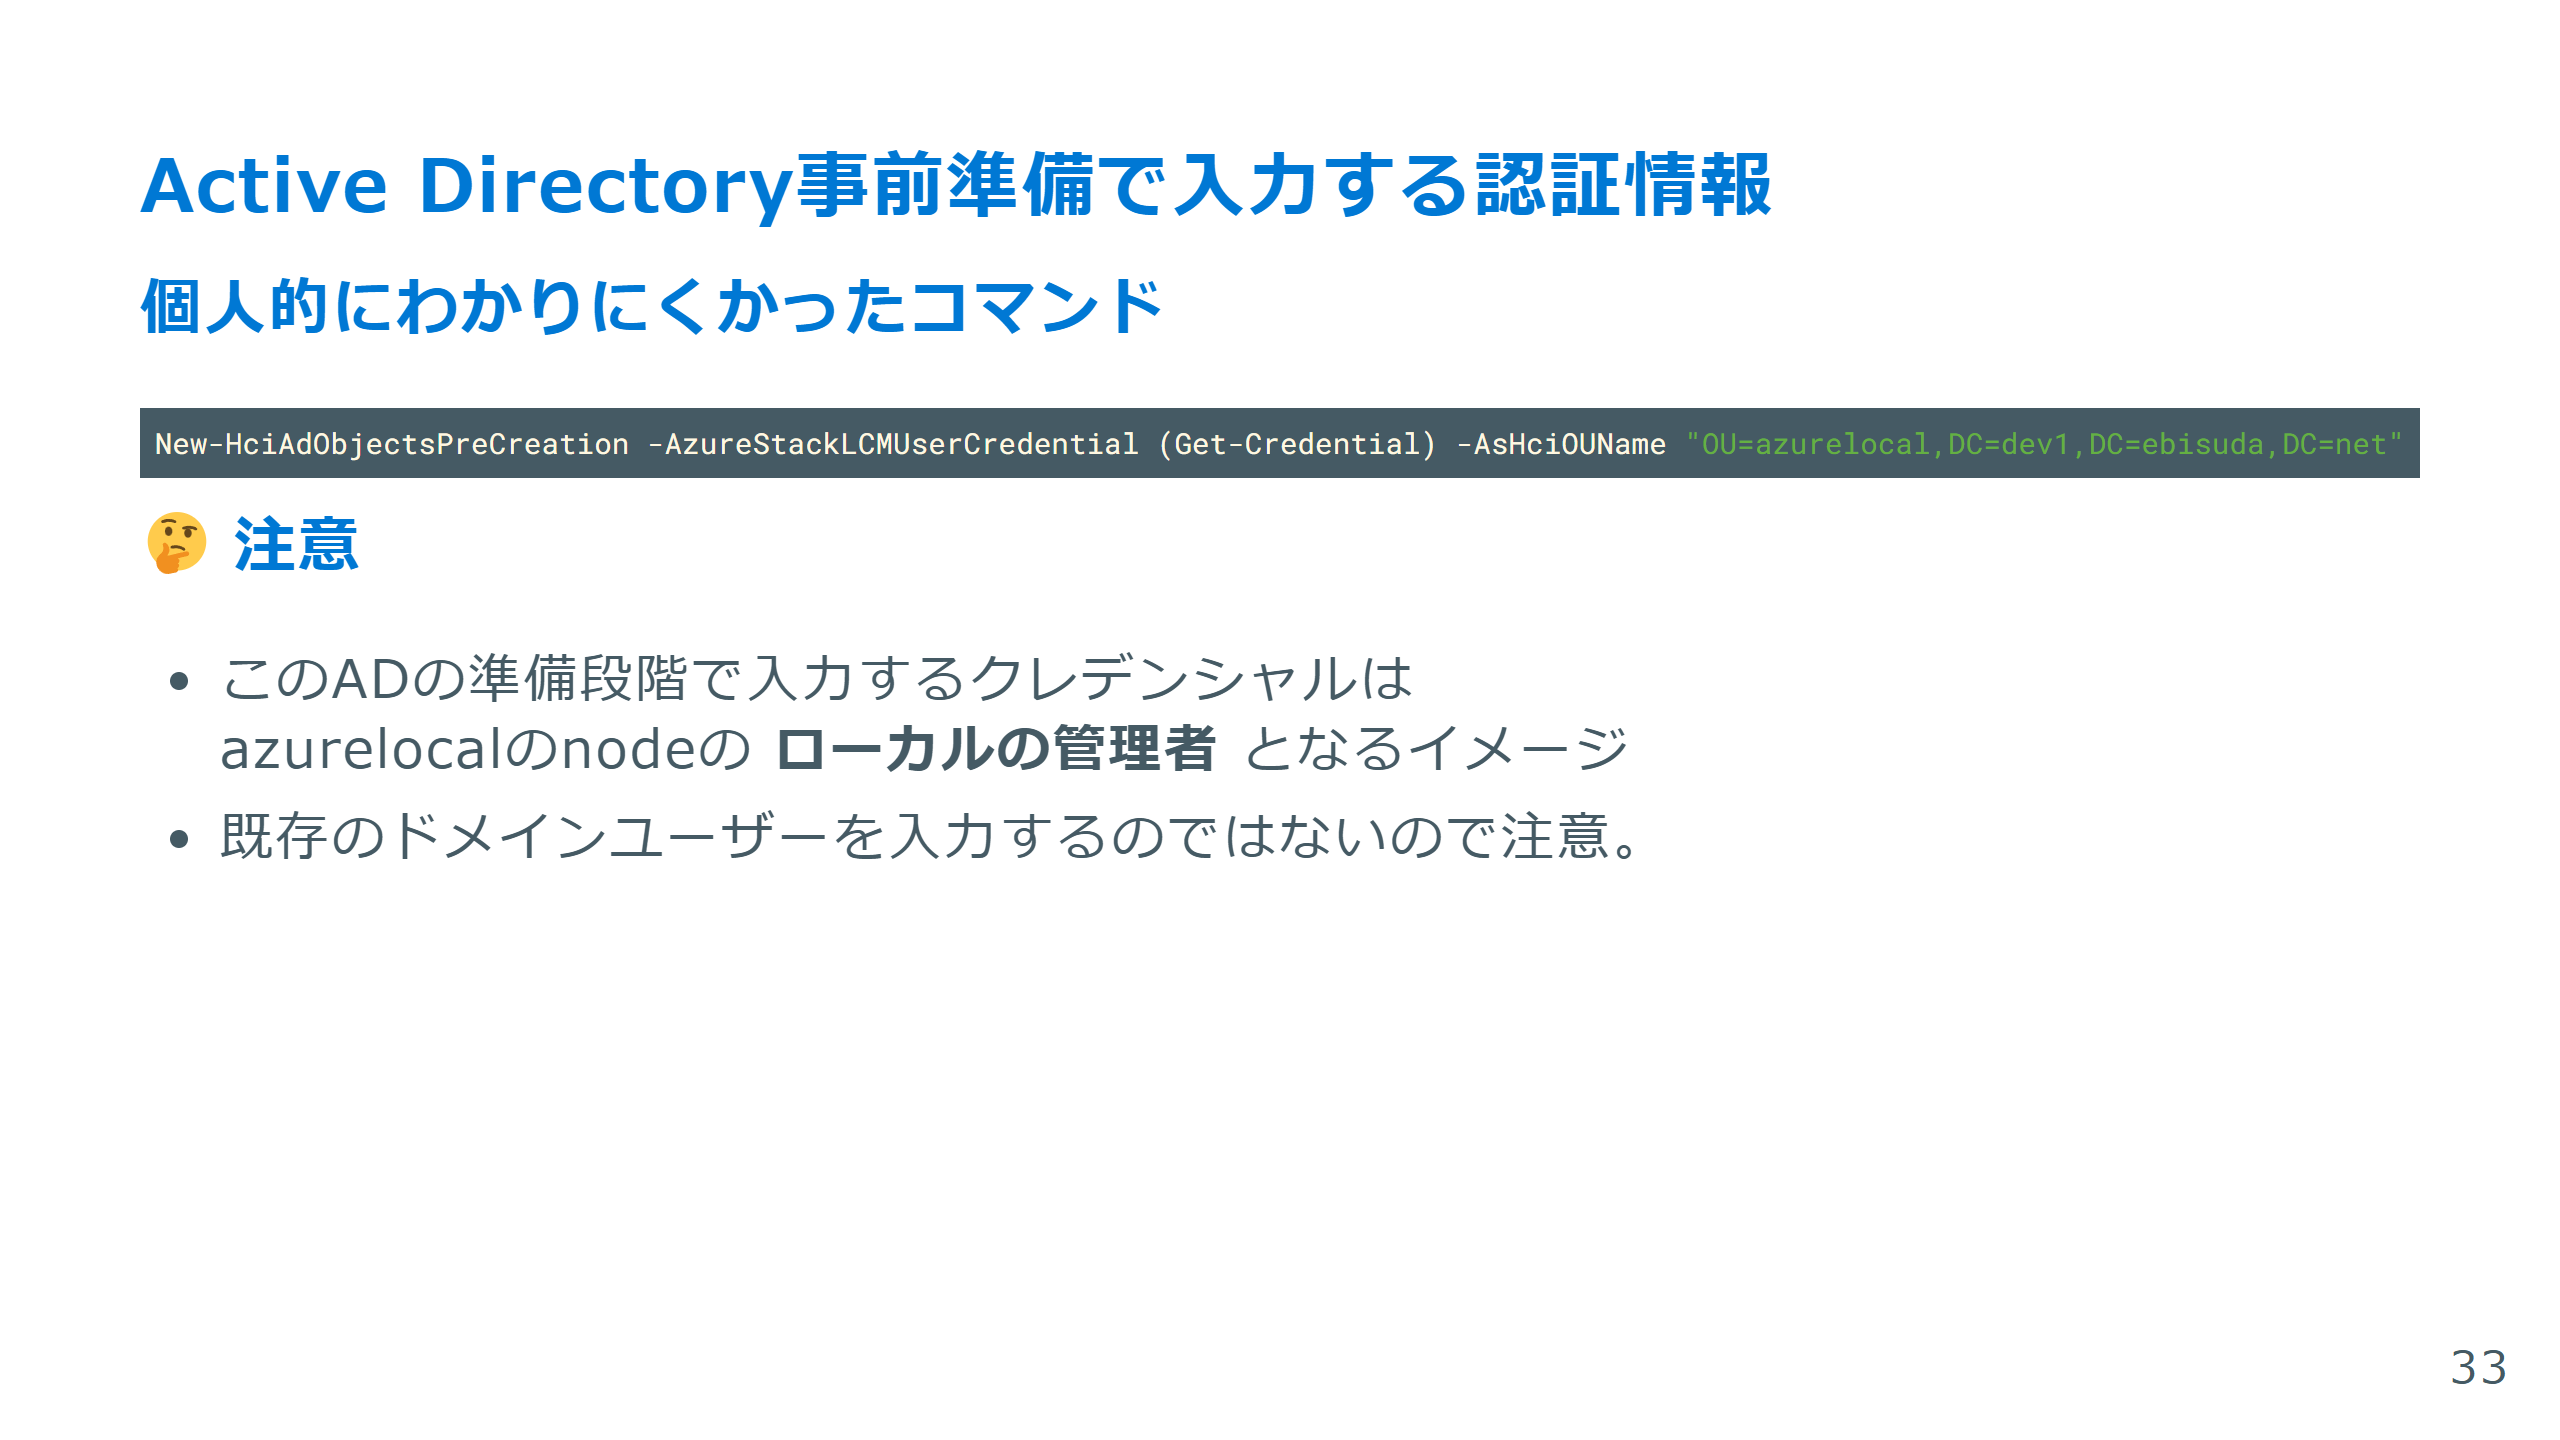 Active Directory事前準備で入力する認証情報
個人的にわかりにくかったコマンド
New-HciAdObjectsPreCreation -AzureStackLCMUserCredential (Get-Credential) -AsHciOUName "OU=azurelocal,DC=dev1,DC=ebisuda,DC=net"
🤔 注意
• このADの準備段階で入力するクレデンシャルは
azurelocalのnodeの ローカルの管理者 となるイメージ
• 既存のドメインユーザーを入力するのではないので注意。
33